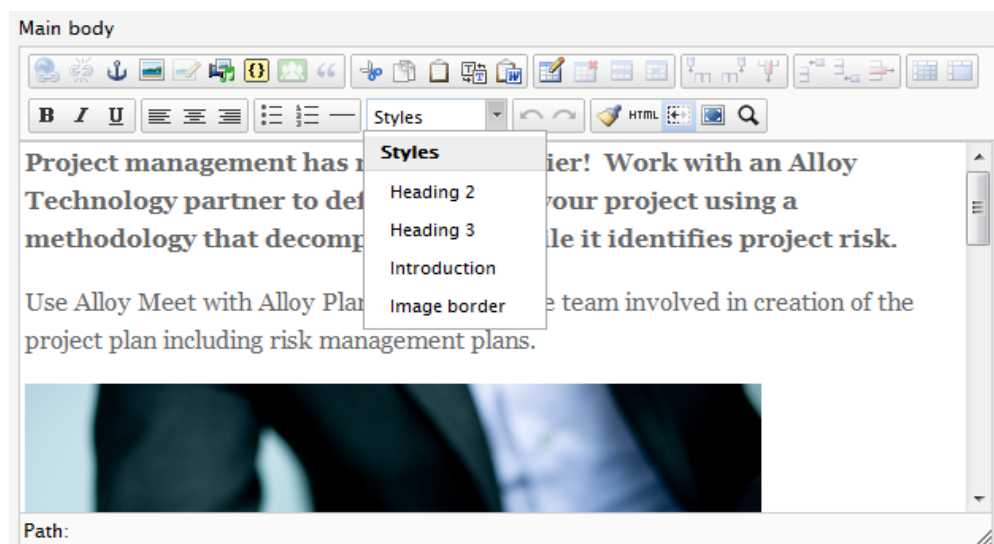 Main body
B I U Styles HTML
Styles
Heading 2
Heading 3
Introduction
Image border
Project management has ier! Work with an Alloy
Technology partner to def your project using a
methodology that decomp le it identifies project risk.
Use Alloy Meet with Alloy Plan e team involved in creation of the
project plan including risk management plans.
Path: